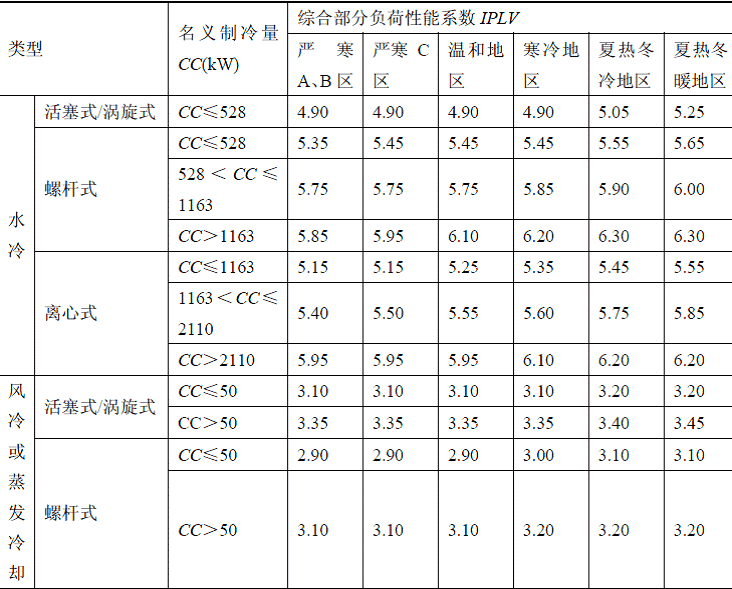 类型 名义制冷量CC(kW) 综合部分负荷性能系数 IPLV
严寒A、B区 严寒C区 温和地区 寒冷地区 夏热冬冷地区 夏热冬暖地区
水冷 活塞式/涡旋式 CC≤528 4.90 4.90 4.90 4.90 5.05 5.25
螺杆式 CC≤528 5.35 5.45 5.45 5.45 5.55 5.65
528＜CC≤1163 5.75 5.75 5.75 5.85 5.90 6.00
CC>1163 5.85 5.95 6.10 6.20 6.30 6.30
离心式 CC≤1163 5.15 5.15 5.25 5.35 5.45 5.55
1163＜CC≤2110 5.40 5.50 5.55 5.60 5.75 5.85
CC>2110 5.95 5.95 5.95 6.10 6.20 6.20
风冷或蒸发冷却 活塞式/涡旋式 CC≤50 3.10 3.10 3.10 3.10 3.20 3.20
CC>50 3.35 3.35 3.35 3.35 3.40 3.45
螺杆式 CC≤50 2.90 2.90 2.90 3.00 3.10 3.10
CC>50 3.10 3.10 3.10 3.20 3.20 3.20